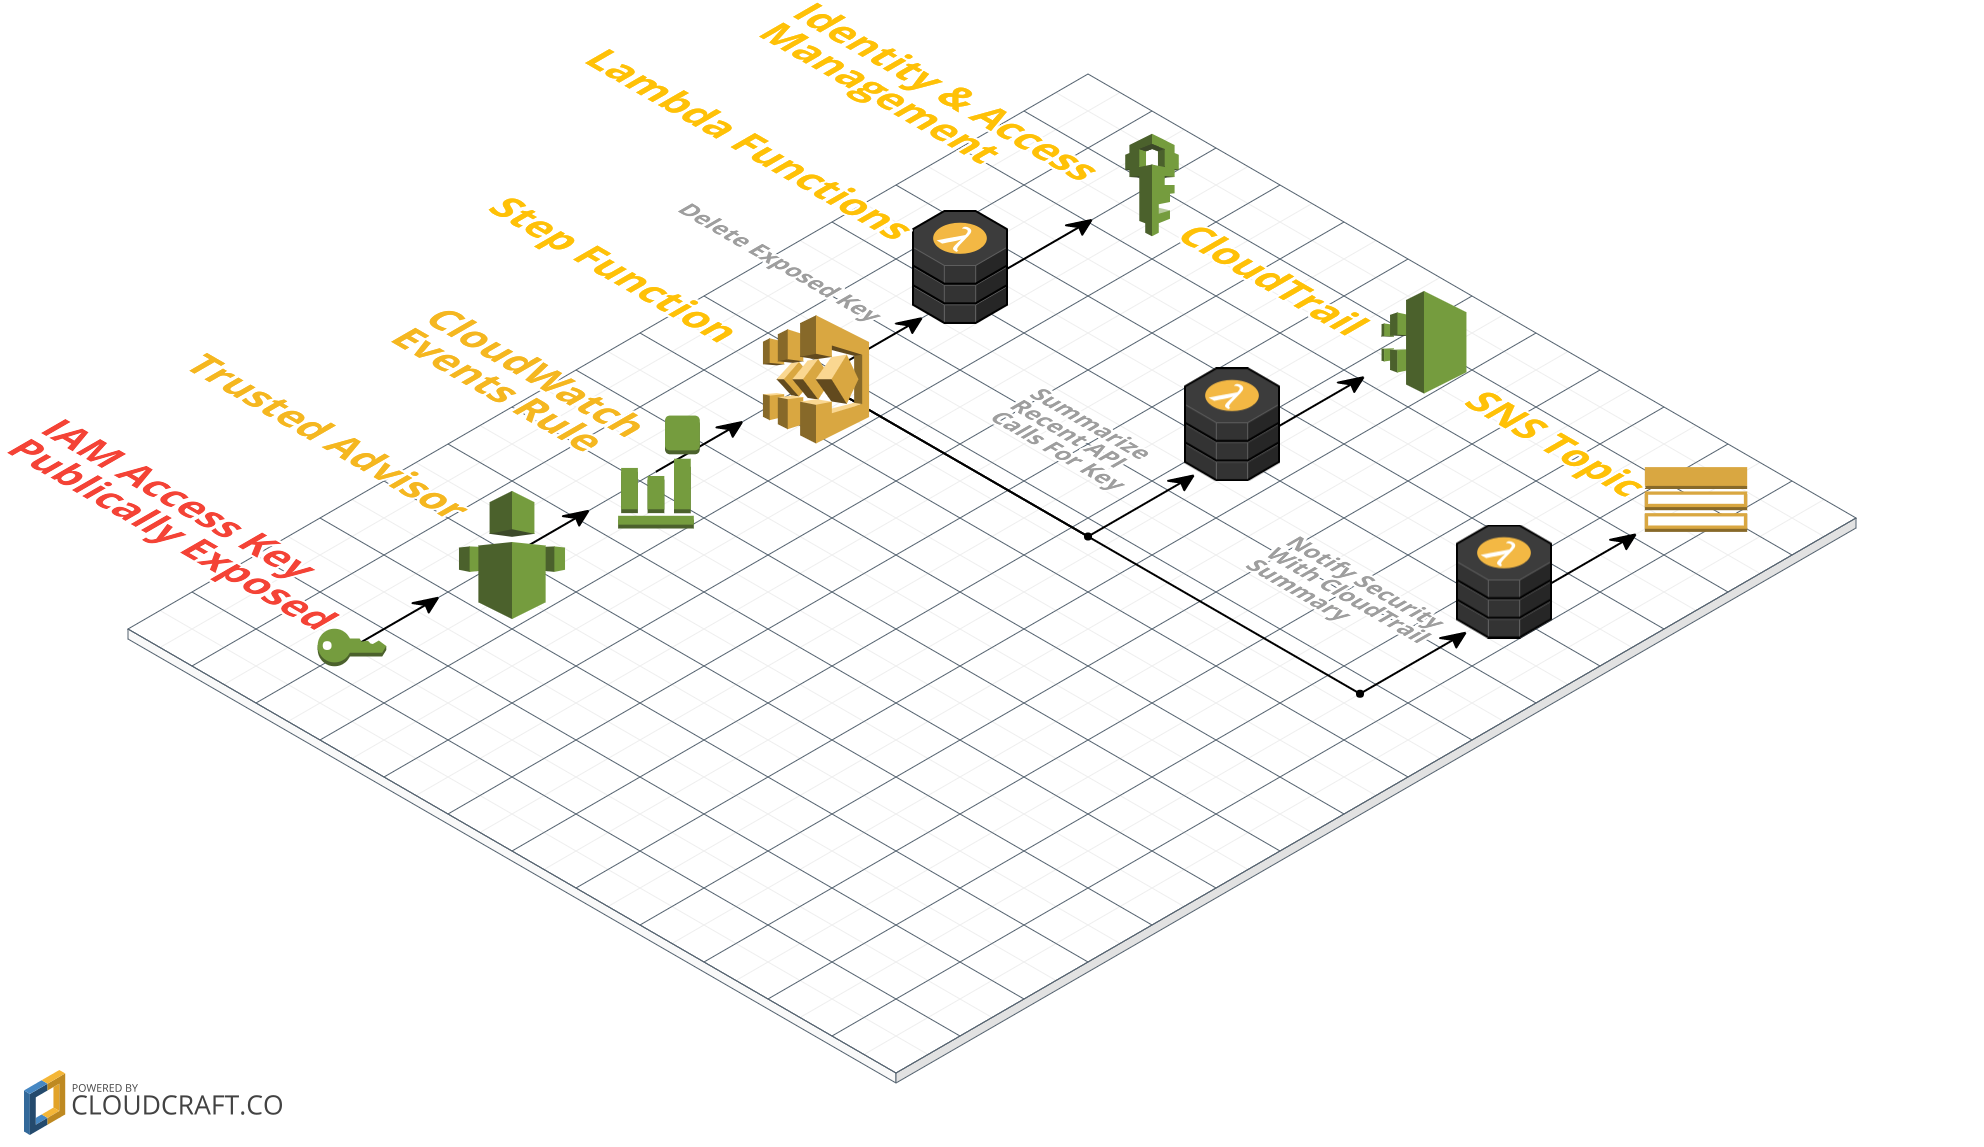 Identity & Access
Management
Lambda Functions
Step Function
Delete Exposed Key
CloudTrail
CloudWatch
Events Rule
Trusted Advisor
IAM Access Key
Publically Exposed
Summarize
Recent API
Calls For Key
SNS Topic
Notify Security
With CloudTrail
Summary
POWERED BY
CLOUDCRAFT.CO